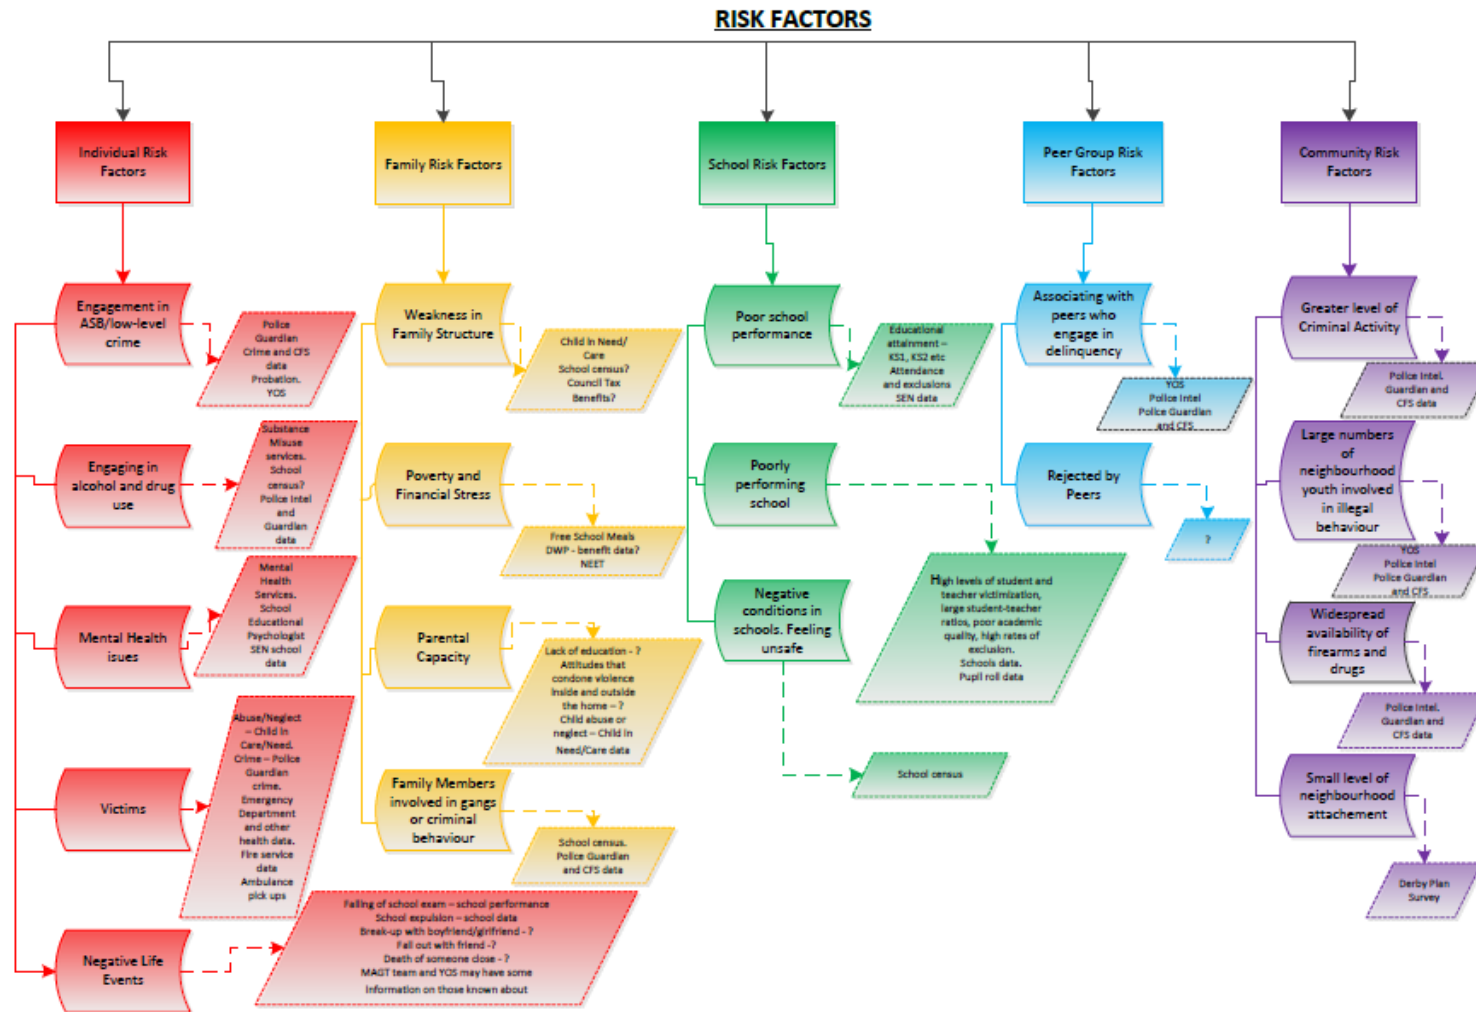 RISK FACTORS
Individual Risk
Factors
Family Risk Factors
School Risk Factors
Peer Group Risk
Factors
Community Risk
Factors
Engagement in
ASB/low-level
crime
Police
Guardian
Crime and CFS
data
Probation.
YOS
Engaging in
alcohol and drug
use
Substance
Misuse
services.
School
census?
Police Intel
and
Guardian
data
Mental Health
isues
Mental
Health
Services.
School
Educational
Psychologist
SEN school
data
Victims
Abuse/Neglect
– Child in
Care/Need.
Crime – Police
Guardian
crime.
Emergency
Department
and other
health data.
Fire service
data
Ambulance
pick ups
Negative Life
Events
Failing of school exam – school performance
School expulsion – school data
Break-up with boyfriend/girlfriend - ?
Fall out with friend -?
Death of someone close - ?
MAGT team and YOS may have some
information on those known about
Weakness in
Family Structure
Child in Need/
Care
School census?
Council Tax
Benefits?
Poverty and
Financial Stress
Free School Meals
DWP - benefit data?
NEET
Parental
Capacity
Lack of education - ?
Attitudes that
condone violence
inside and outside
the home – ?
Child abuse or
neglect – Child in
Need/Care data
Family Members
involved in gangs
or criminal
behaviour
School census.
Police Guardian
and CFS data
Poor school
performance
Educational
attainment –
KS1, KS2 etc
Attendance
and exclusions
SEN data
Poorly
performing
school
High levels of student and
teacher victimization,
large student-teacher
ratios, poor academic
quality, high rates of
exclusion.
Schools data.
Pupil roll data
Negative
conditions in
schools. Feeling
unsafe
School census
Associating with
peers who
engage in
delinquency
YOS
Police Intel
Police Guardian
and CFS
Rejected by
Peers
?
Greater level of
Criminal Activity
Police Intel.
Guardian and
CFS data
Large numbers
of
neighbourhood
youth involved
in illegal
behaviour
YOS
Police Intel
Police Guardian
and CFS
Widespread
availability of
firearms and
drugs
Police Intel.
Guardian and
CFS data
Small level of
neighbourhood
attachement
Derby Plan
Survey